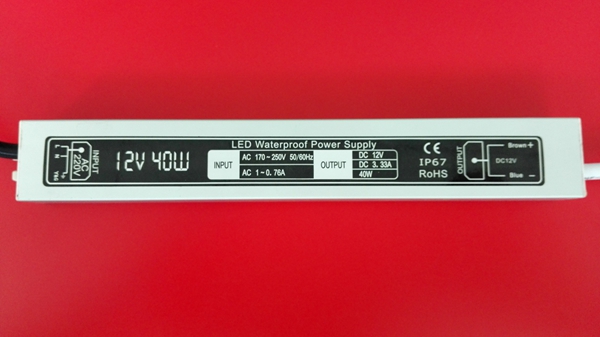 LED Waterproof Power Supply
L
N
INPUT
AC
220V
12V 40W
INPUT
AC 170~250V 50/60Hz
AC 1~0.76A
OUTPUT
DC 12V
DC 3.33A
40W
CE
IP67
RoHS
OUTPUT
Brown +
DC12V
Blue -